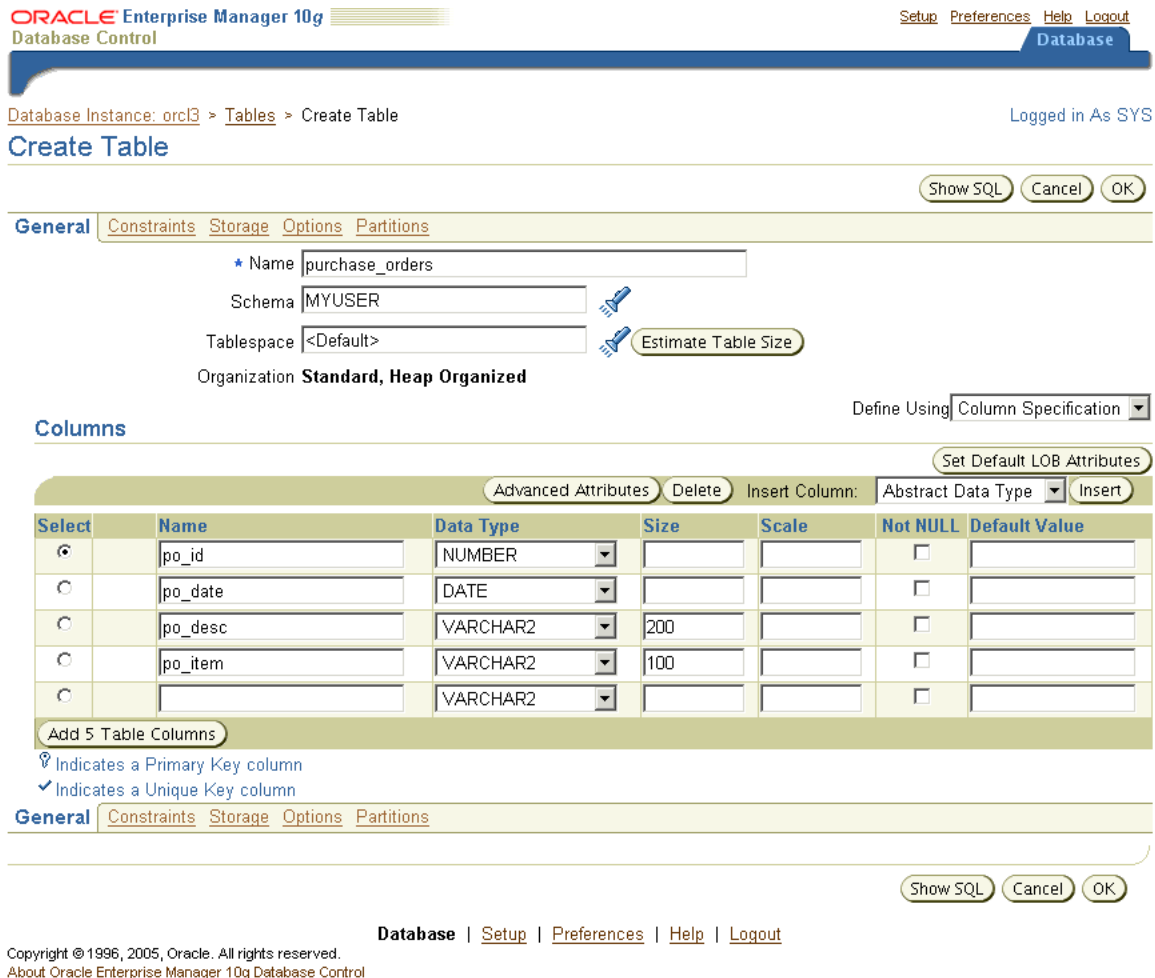 ORACLE Enterprise Manager 10g
Database Control
Setup Preferences Help Logout
Database
Database Instance: orcl3 > Tables > Create Table
Logged in As SYS
Create Table
Show SQL Cancel OK
General Constraints Storage Options Partitions
* Name purchase_orders
Schema MYUSER
Tablespace <Default> Estimate Table Size
Organization Standard, Heap Organized
Define Using Column Specification
Columns
Set Default LOB Attributes
Advanced Attributes Delete Insert Column: Abstract Data Type Insert
Select Name Data Type Size Scale Not NULL Default Value
po_id NUMBER
po_date DATE
po_desc VARCHAR2 200
po_item VARCHAR2 100
VARCHAR2
Add 5 Table Columns
Indicates a Primary Key column
Indicates a Unique Key column
General Constraints Storage Options Partitions
Show SQL Cancel OK
Database | Setup | Preferences | Help | Logout
Copyright © 1996, 2005, Oracle. All rights reserved.
About Oracle Enterprise Manager 10g Database Control